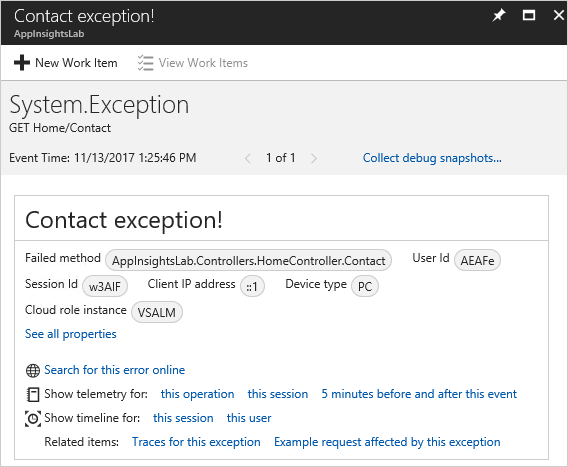 Contact exception!
AppInsightsLab
New Work Item View Work Items
System.Exception
GET Home/Contact
Event Time: 11/13/2017 1:25:46 PM 1 of 1 Collect debug snapshots...
Contact exception!
Failed method AppInsightsLab.Controllers.HomeController.Contact User Id AEAFe
Session Id w3AIF Client IP address ::1 Device type PC
Cloud role instance VSALM
See all properties
Search for this error online
Show telemetry for: this operation this session 5 minutes before and after this event
Show timeline for: this session this user
Related items: Traces for this exception Example request affected by this exception